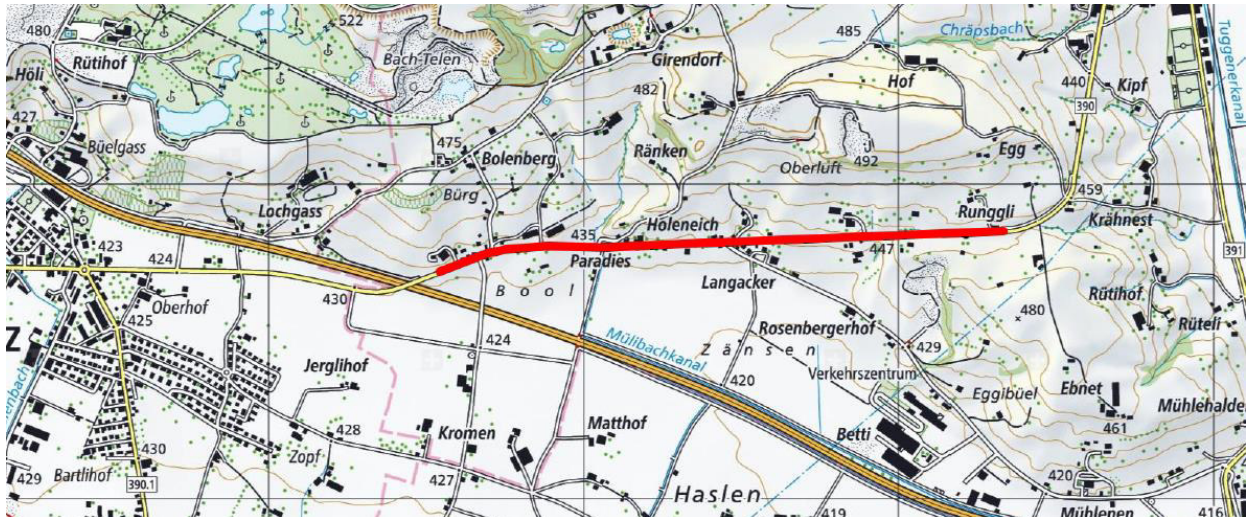 480
522
Rütihof
Bach-Telen
Höli
427
Büelgass
475
Bolenberg
Bürg
Lochgass
Girendorf
482
Ränken
485
Hof
Chräpsbach
440
Kipf
390
Tuggenerkanal
Egg
492
Oberluft
459
Krähnest
Runggli
391
423
424
Holeneich
435
Paradies
447
Langacker
430
Bool
Oberhof
425
Z
Rütihof
480
Rüteli
Rosenbergerhof
Zänsen
429
Mülibachkanal
424
Jerglihof
Verkehrszentrum
420
Eggibüel
Ebnet
Mühlehalde
461
Matthof
Kromen
428
Betti
430
Zopf
429
Bartlihof
390.1
427
420
Haslen
419
416